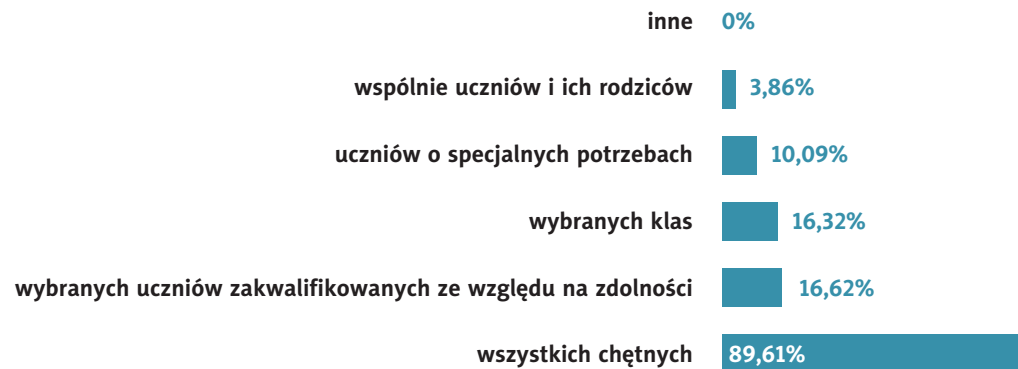 inne 0%
wspólnie uczniów i ich rodziców 3,86%
uczniów o specjalnych potrzebach 10,09%
wybranych klas 16,32%
wybranych uczniów zakwalifikowanych ze względu na zdolności 16,62%
wszystkich chętnych 89,61%